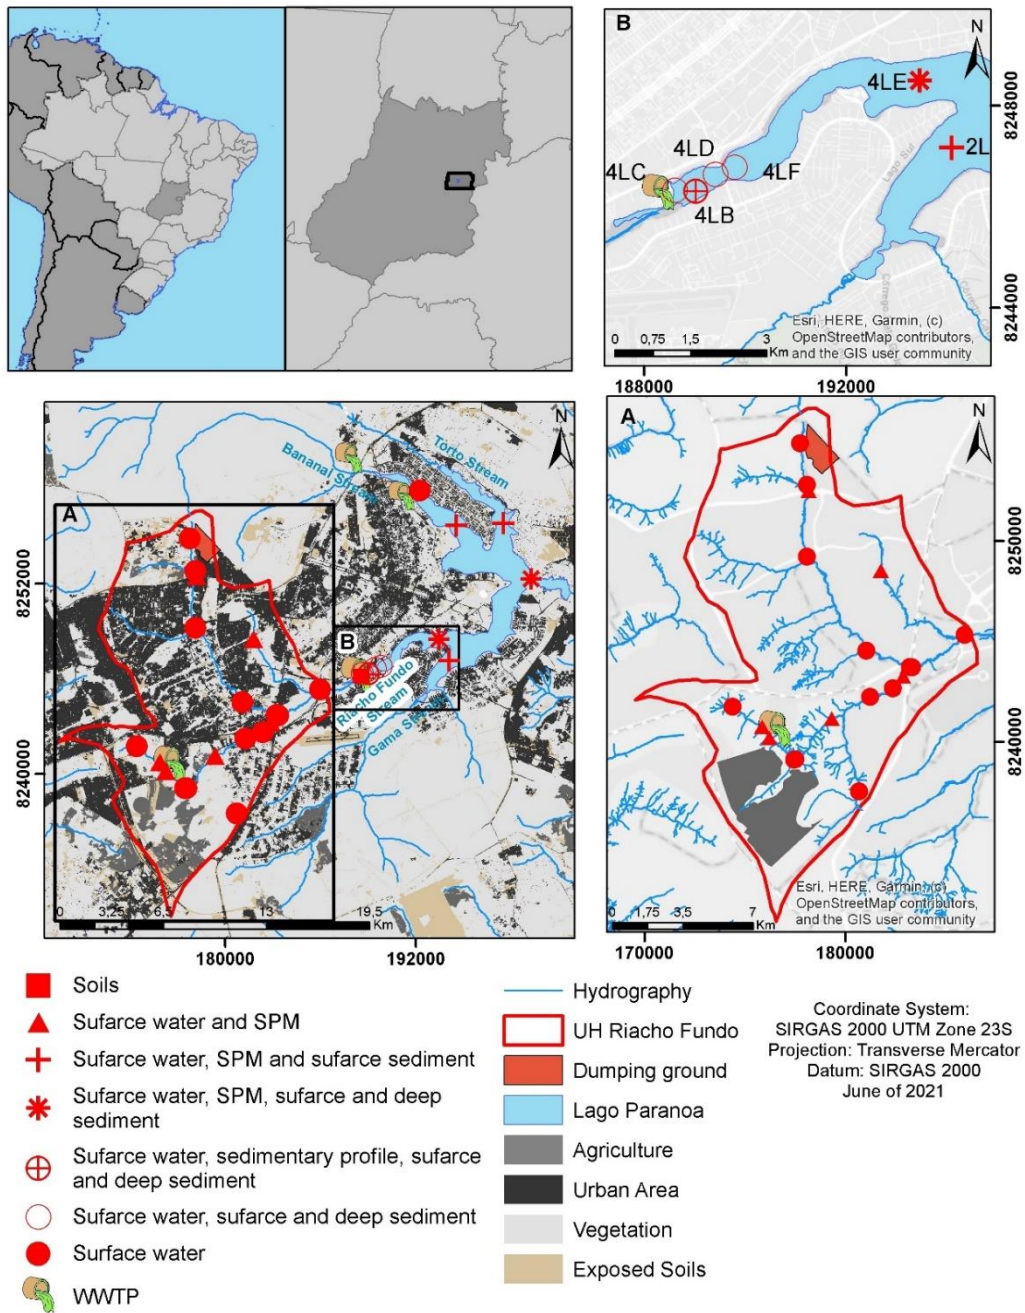 B
N
4LE
2L
4LD
4LC
4LF
4LB
Lago Sul
8248000
8244000
Esri, HERE, Garmin, (c)
OpenStreetMap contributors,
and the GIS user community
0 0,75 1,5 3
Km
188000 192000
N
Torto Stream
Bananal Stream
A
B
Riacho Fundo
Stream
8252000
8240000
0 3,25 6,5 13 19,5
Km
180000 192000
A
N
8250000
8240000
Esri, HERE, Garmin, (c)
OpenStreetMap contributors,
and the GIS user community
0 1,75 3,5 7
Km
170000 180000
Soils
Sufarce water and SPM
Sufarce water, SPM and sufarce sediment
Sufarce water, SPM, sufarce and deep
sediment
Sufarce water, sedimentary profile, sufarce
and deep sediment
Sufarce water, sufarce and deep sediment
Surface water
WWTP
Hydrography
UH Riacho Fundo
Dumping ground
Lago Paranoa
Agriculture
Urban Area
Vegetation
Exposed Soils
Coordinate System:
SIRGAS 2000 UTM Zone 23S
Projection: Transverse Mercator
Datum: SIRGAS 2000
June of 2021